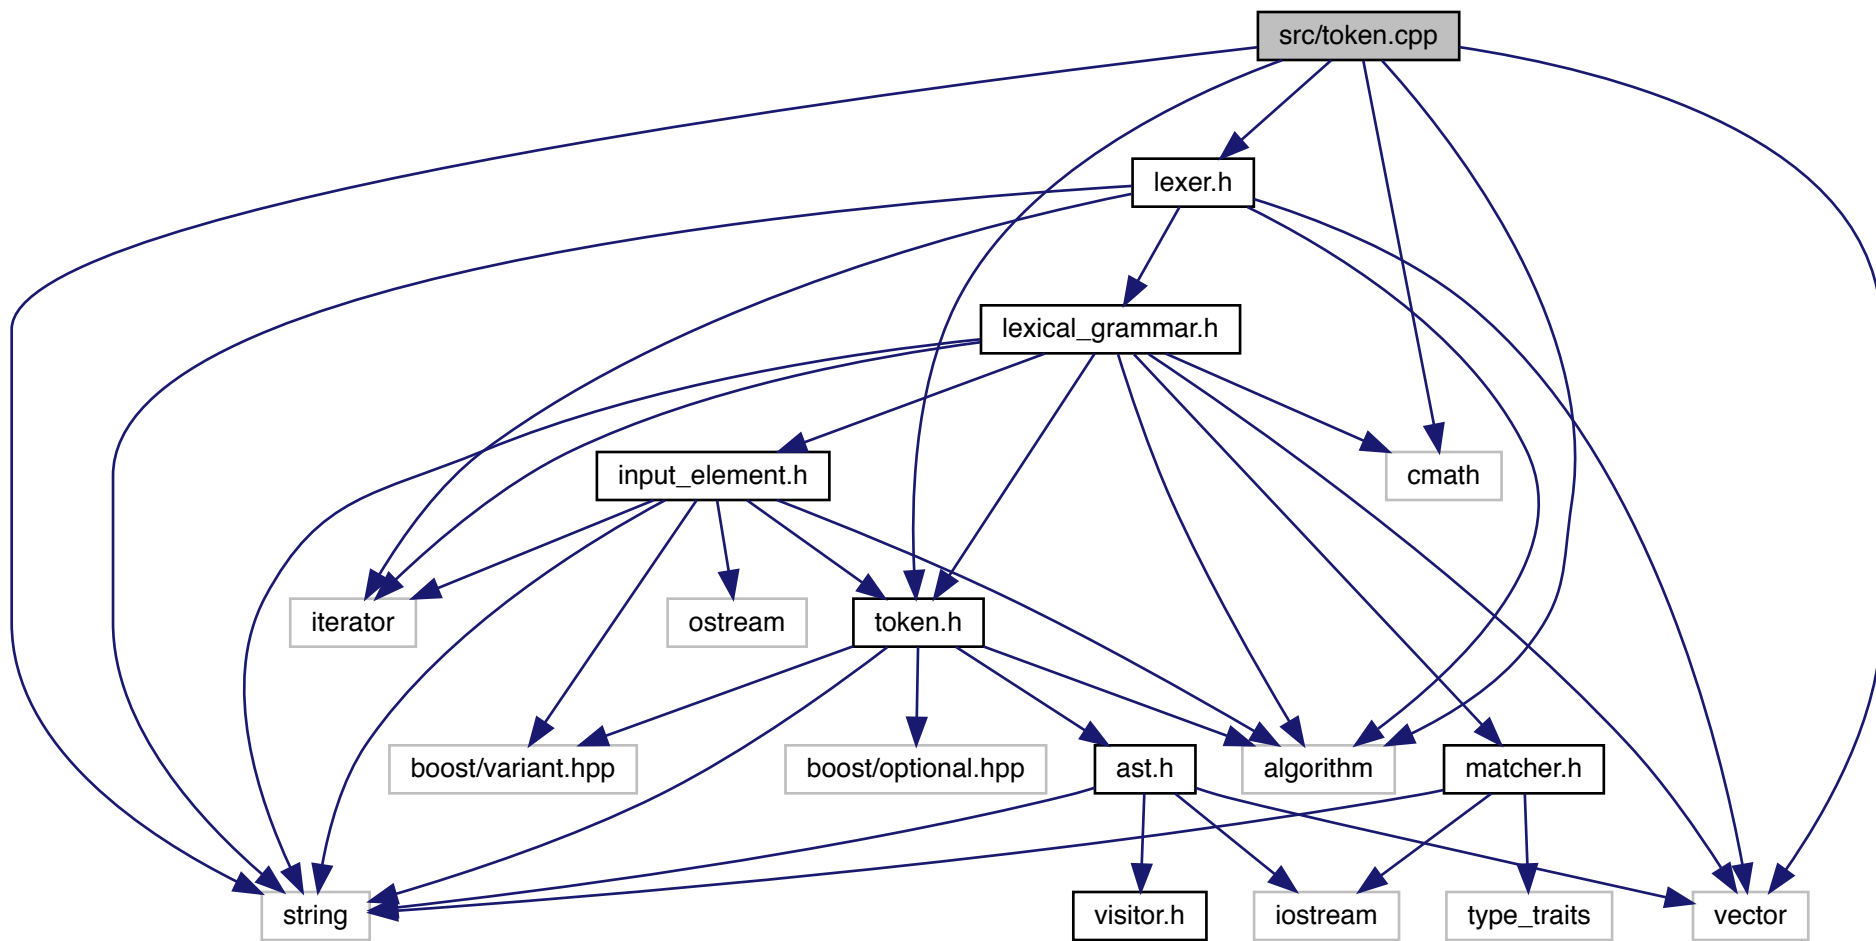 src/token.cpp
lexer.h
lexical_grammar.h
input_element.h
cmath
iterator
ostream
token.h
boost/variant.hpp
boost/optional.hpp
ast.h
algorithm
matcher.h
string
visitor.h
iostream
type_traits
vector